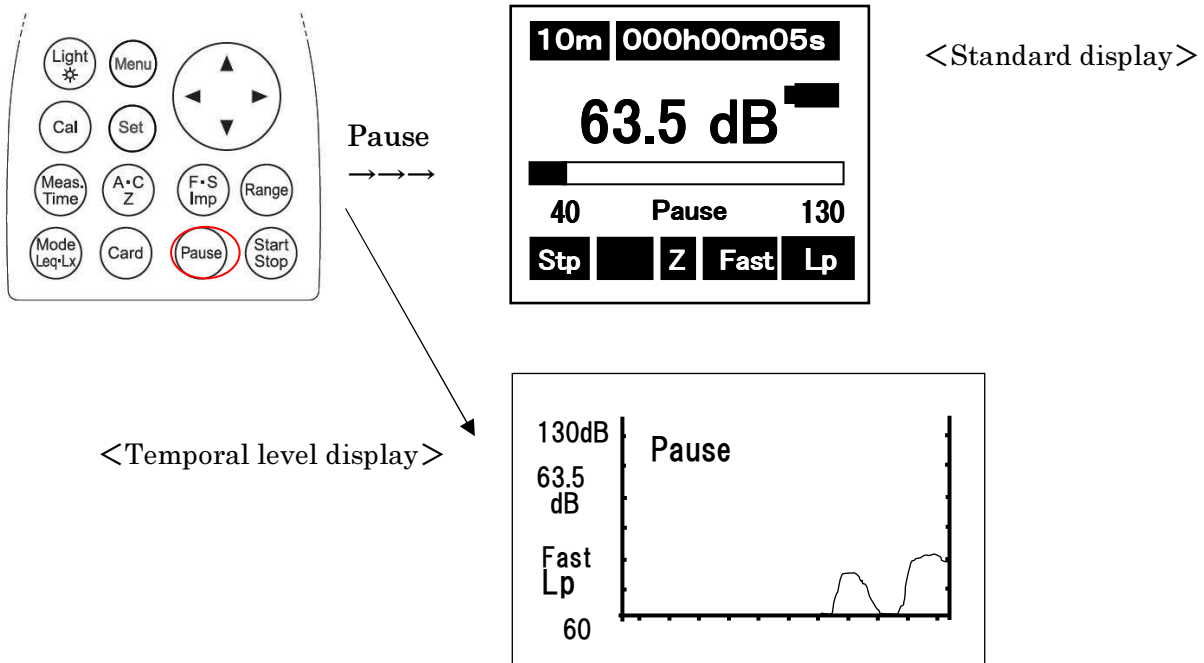 Light
Menu
Cal
Set
Meas.
Time
A・C
Z
F・S
Imp
Range
Mode
Leq・Lx
Card
Pause
Start
Stop
Pause
→→→
10m 000h00m05s
63.5 dB
40 Pause 130
Stp Z Fast Lp
<Standard display>
<Temporal level display>
130dB
Pause
63.5
dB
Fast
Lp
60